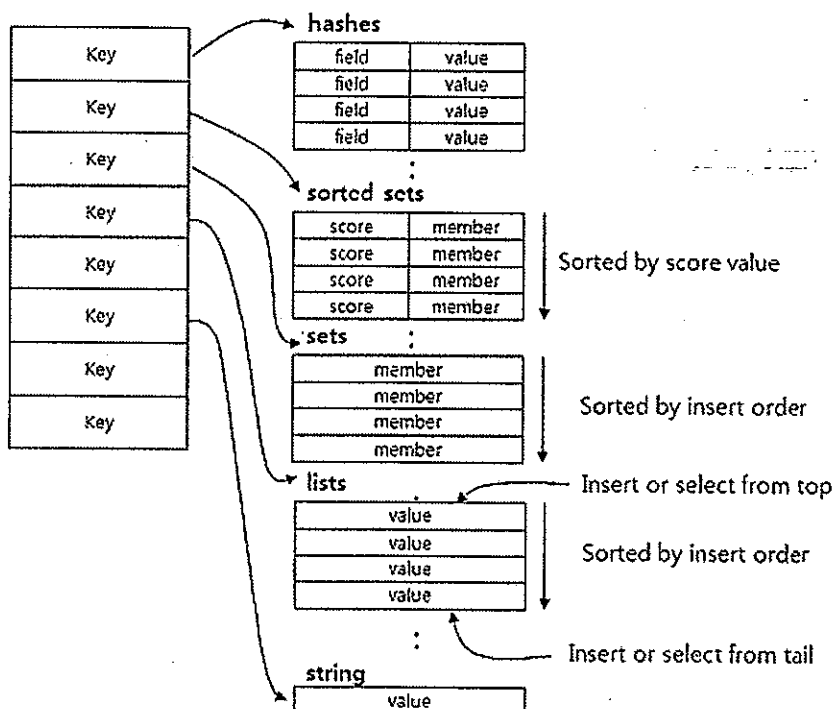 hashes
Key
Key
Key
Key
Key
Key
Key
Key
field value
field value
field value
field value
sorted sets
score member
score member
score member
score member
Sorted by score value
sets
member
member
member
member
Sorted by insert order
lists
Insert or select from top
value
value
value
value
Sorted by insert order
Insert or select from tail
string
value